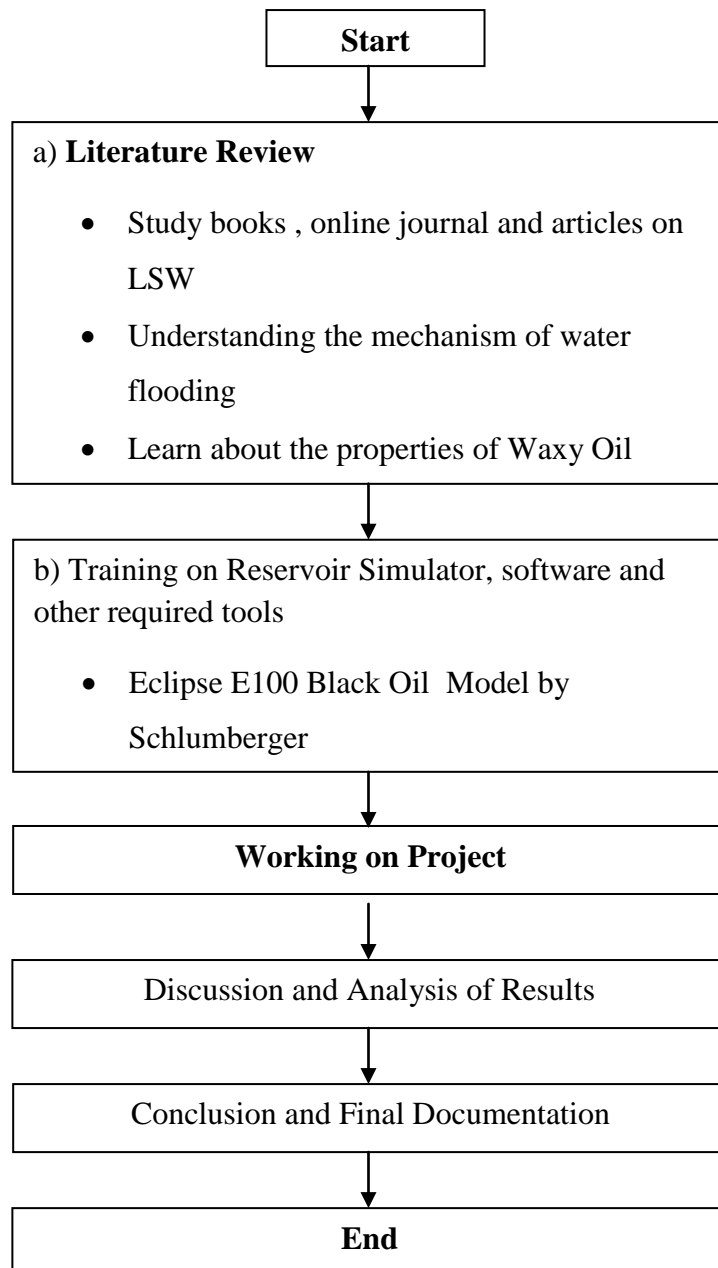 Start
a) Literature Review
• Study books , online journal and articles on
LSW
• Understanding the mechanism of water
flooding
• Learn about the properties of Waxy Oil
b) Training on Reservoir Simulator, software and
other required tools
• Eclipse E100 Black Oil  Model by
Schlumberger
Working on Project
Discussion and Analysis of Results
Conclusion and Final Documentation
End